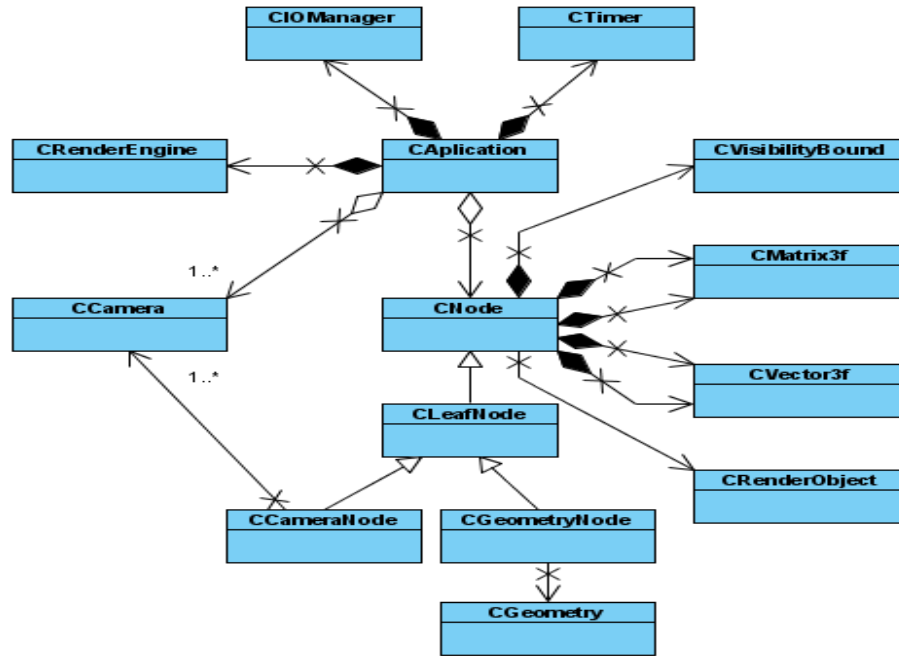 CIOManager
CTimer
CRenderEngine
CAplication
CVisibilityBound
CMatrix3f
1..*
CCamera
CNode
CVector3f
1..*
CLeafNode
CRenderObject
CCameraNode
CGeometryNode
CGeometry